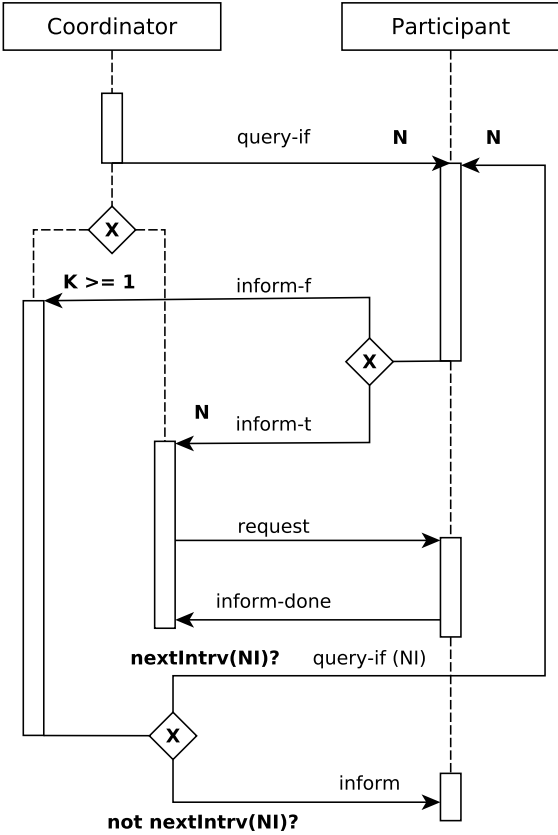 Coordinator
Participant
query-if
N
N
X
K >= 1
inform-f
X
N
inform-t
request
inform-done
nextIntrv(NI)?
query-if (NI)
X
inform
not nextIntrv(NI)?